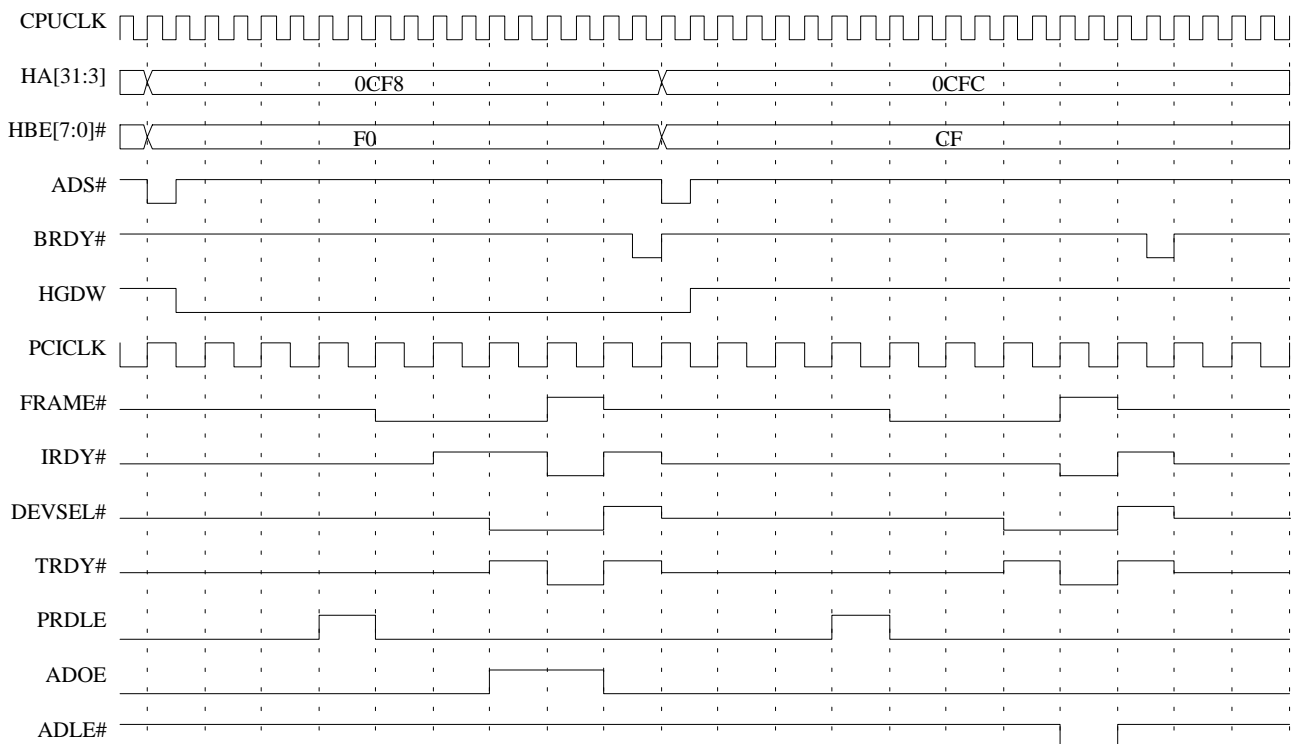 CPUCLK
HA[31:3] 0CF8 0CFC
HBE[7:0]# F0 CF
ADS#
BRDY#
HGDW
PCICLK
FRAME#
IRDY#
DEVSEL#
TRDY#
PRDLE
ADOE
ADLE#